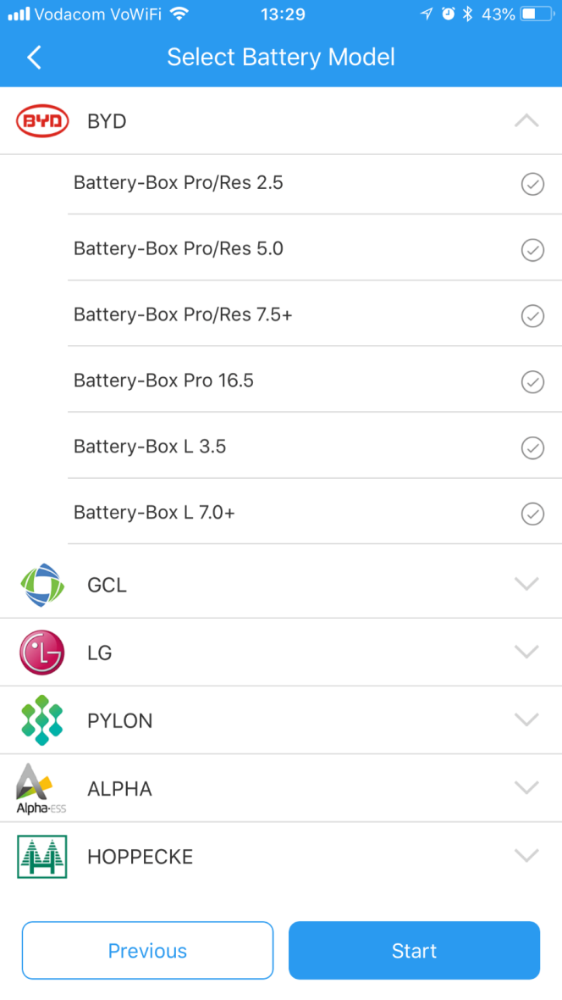 Vodacom VoWiFi 13:29 43%
Select Battery Model
BYD BYD
Battery-Box Pro/Res 2.5
Battery-Box Pro/Res 5.0
Battery-Box Pro/Res 7.5+
Battery-Box Pro 16.5
Battery-Box L 3.5
Battery-Box L 7.0+
GCL
LG LG
PYLON
ALPHA
Alpha-ESS
HOPPECKE
Previous Start